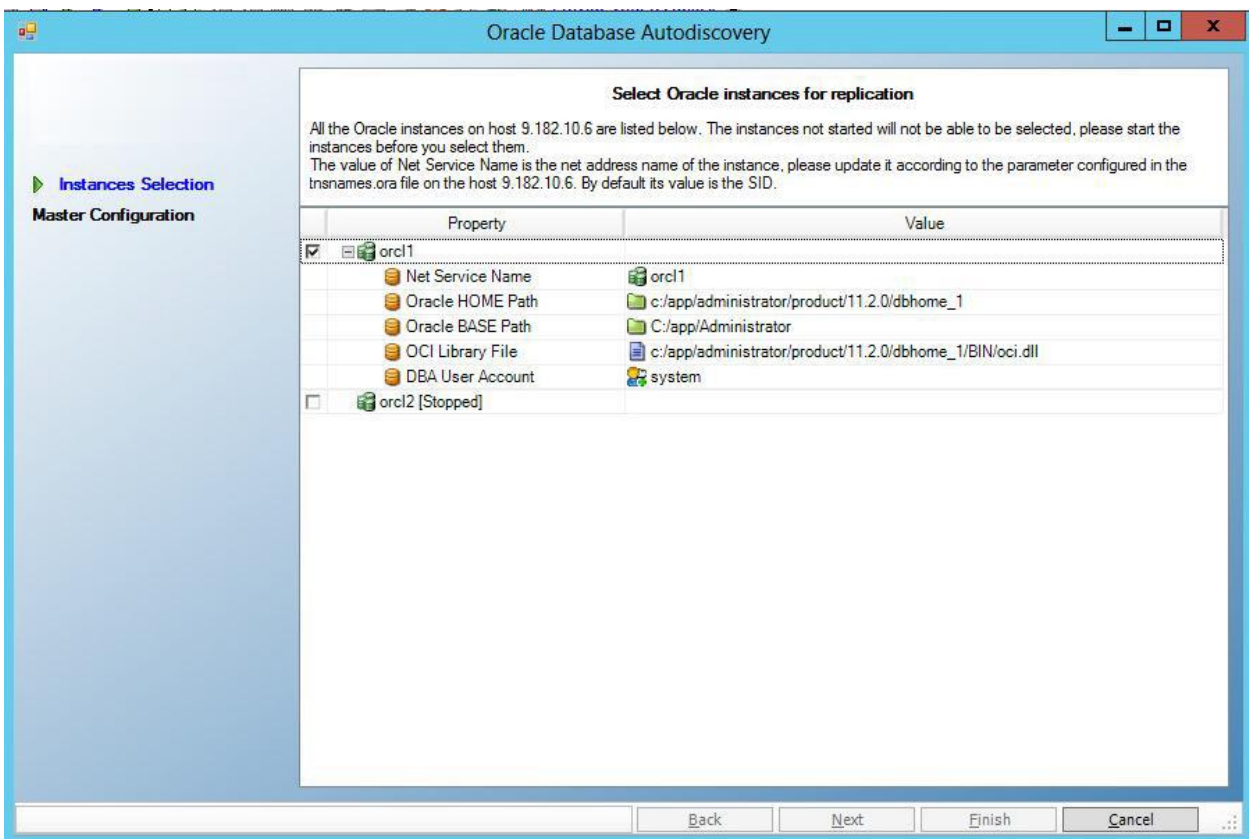 Oracle Database Autodiscovery
Instances Selection
Master Configuration
Select Oracle instances for replication
All the Oracle instances on host 9.182.10.6 are listed below. The instances not started will not be able to be selected, please start the
instances before you select them.
The value of Net Service Name is the net address name of the instance, please update it according to the parameter configured in the
tnsnames.ora file on the host 9.182.10.6. By default its value is the SID.
Property Value
orcl1
Net Service Name orcl1
Oracle HOME Path c:/app/administrator/product/11.2.0/dbhome_1
Oracle BASE Path C:/app/Administrator
OCI Library File c:/app/administrator/product/11.2.0/dbhome_1/BIN/oci.dll
DBA User Account system
orcl2 [Stopped]
Back Next Finish Cancel